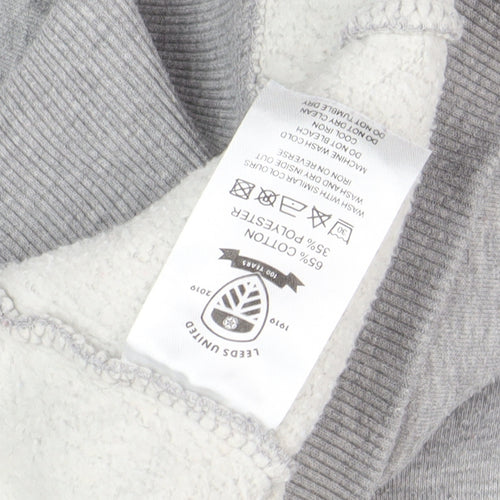 LEEDS UNITED
1919 2019
100 YEARS
65% COTTON
35% POLYESTER
30
WASH WITH SIMILAR COLOURS
WASH AND DRY INSIDE OUT
IRON ON REVERSE
MACHINE WASH COLD
DO NOT BLEACH
COOL IRON
DO NOT DRY CLEAN
DO NOT TUMBLE DRY